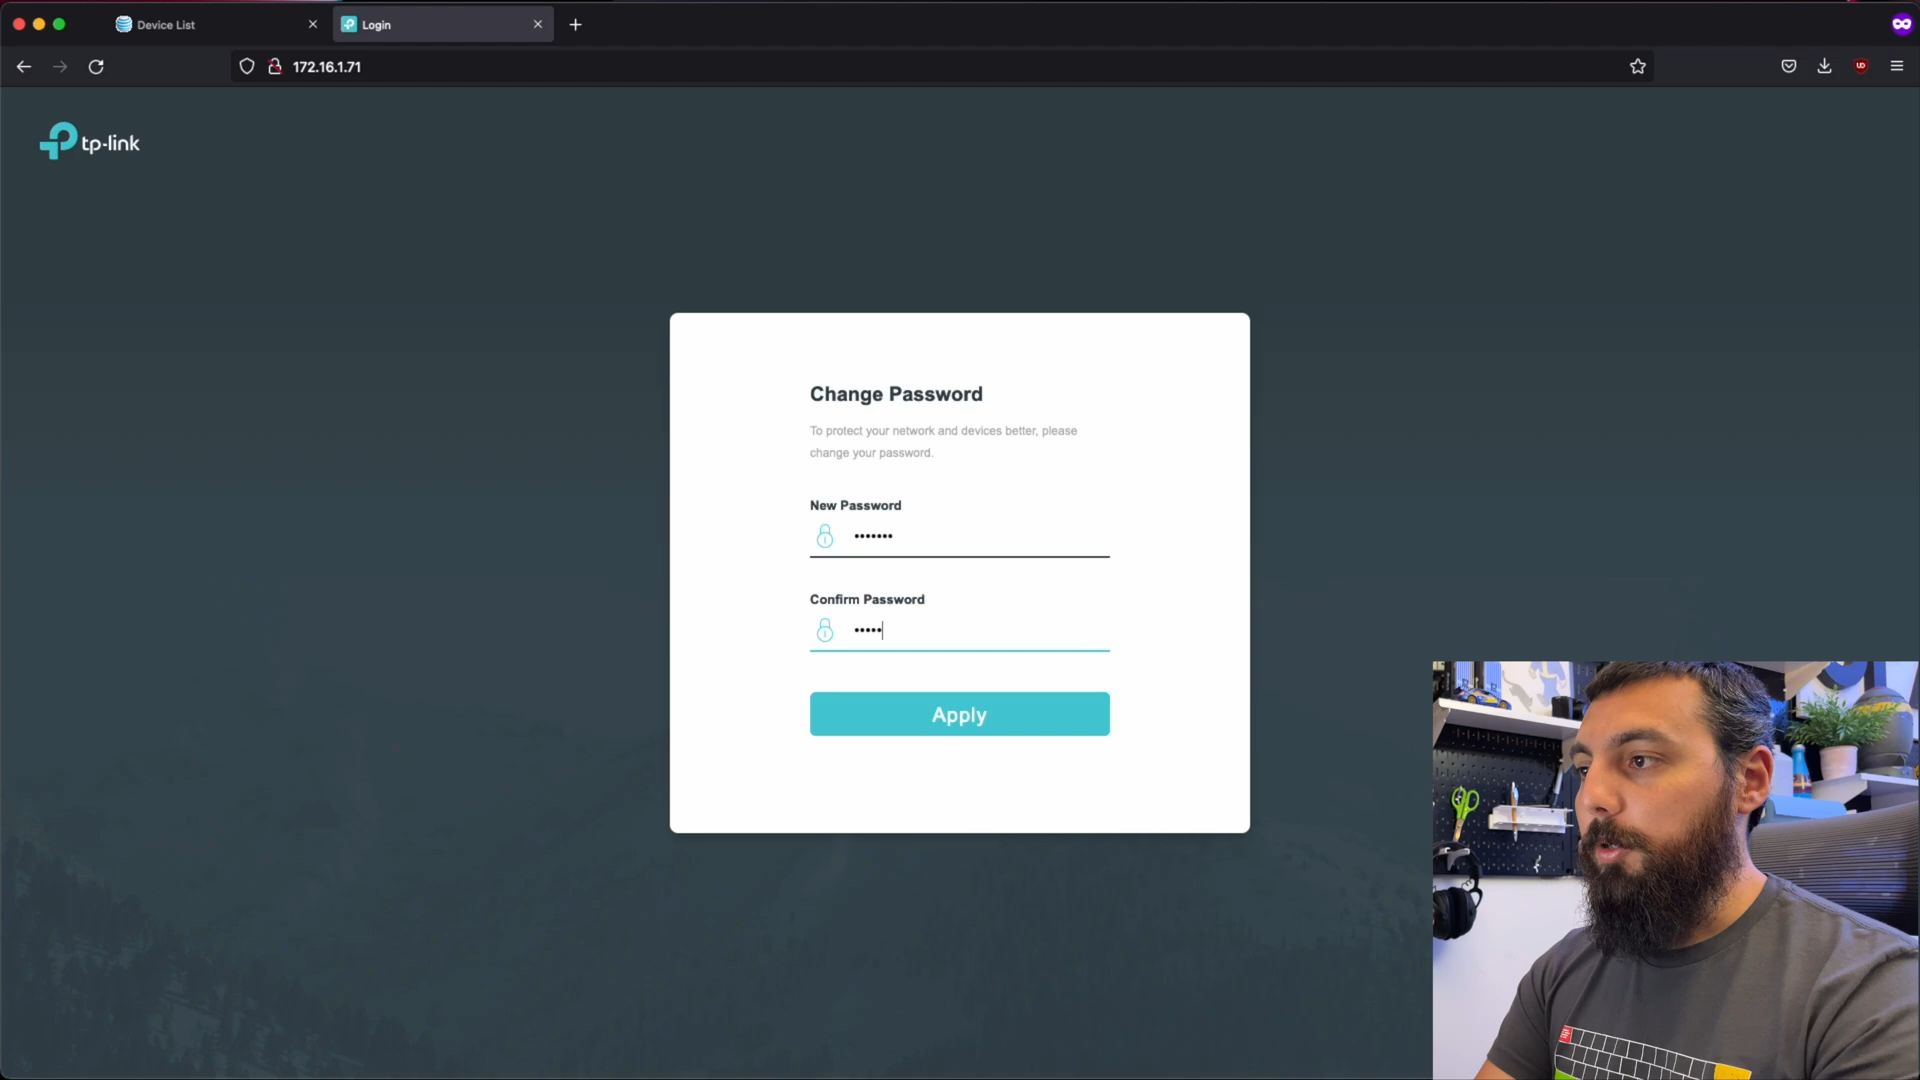 Device List
Login
172.16.1.71
tp-link
Change Password
To protect your network and devices better, please
change your password.
New Password
•••••••
Confirm Password
•••••
Apply